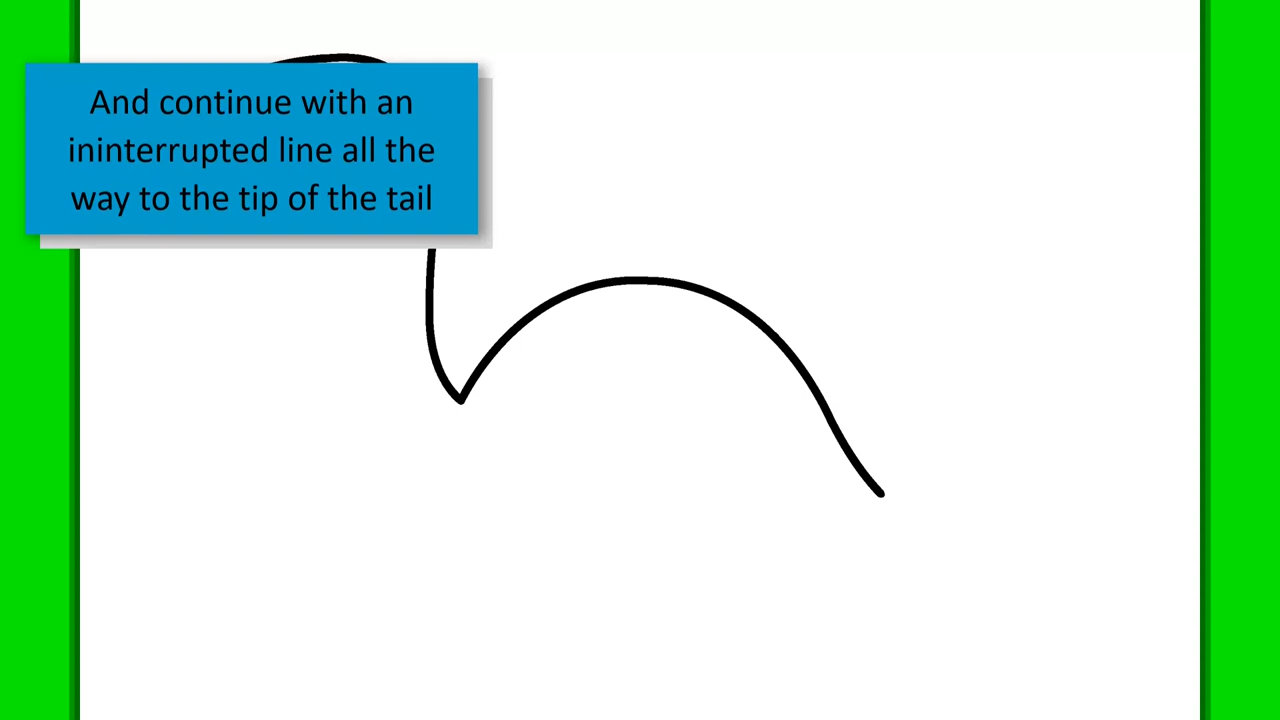 And continue with an
ininterrupted line all the
way to the tip of the tail